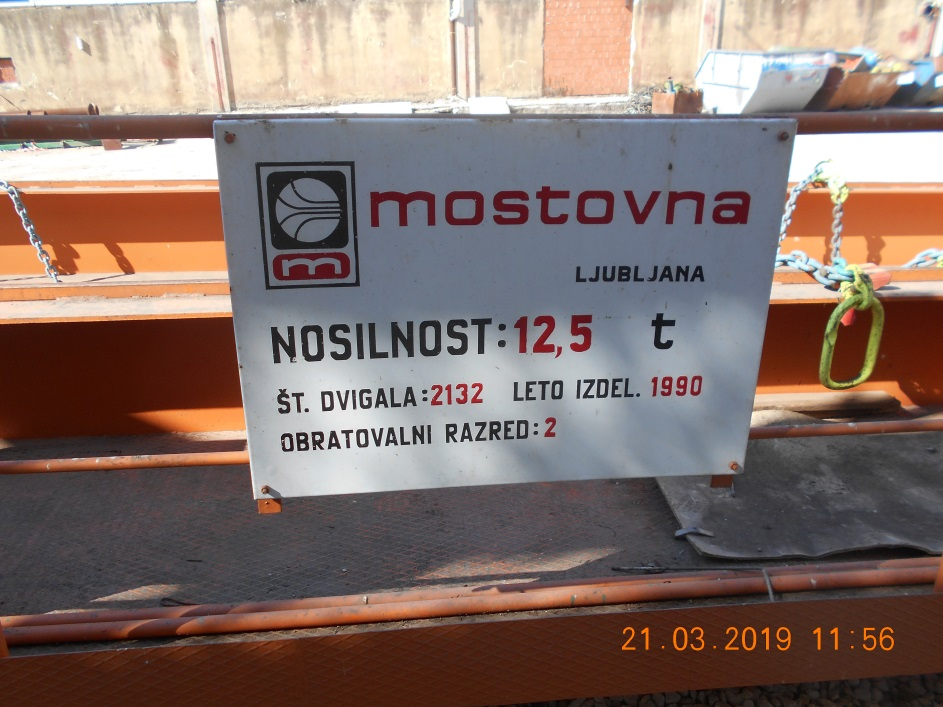 mostovna
m
LJUBLJANA
NOSILNOST: 12,5 t
ŠT. DVIGALA: 2132 LETO IZDEL. 1990
OBRATOVALNI RAZRED: 2
21.03.2019 11:56